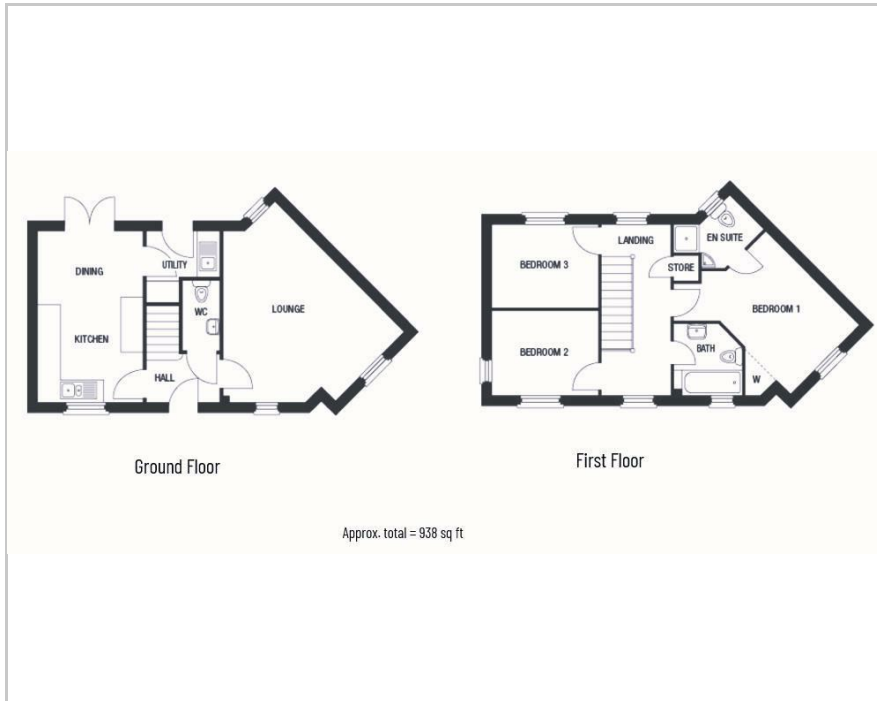 DINING
UTILITY
WC
LOUNGE
KITCHEN
HALL
Ground Floor
LANDING
EN SUITE
BEDROOM 3
STORE
BEDROOM 1
BEDROOM 2
BATH
W
First Floor
Approx. total = 938 sq ft